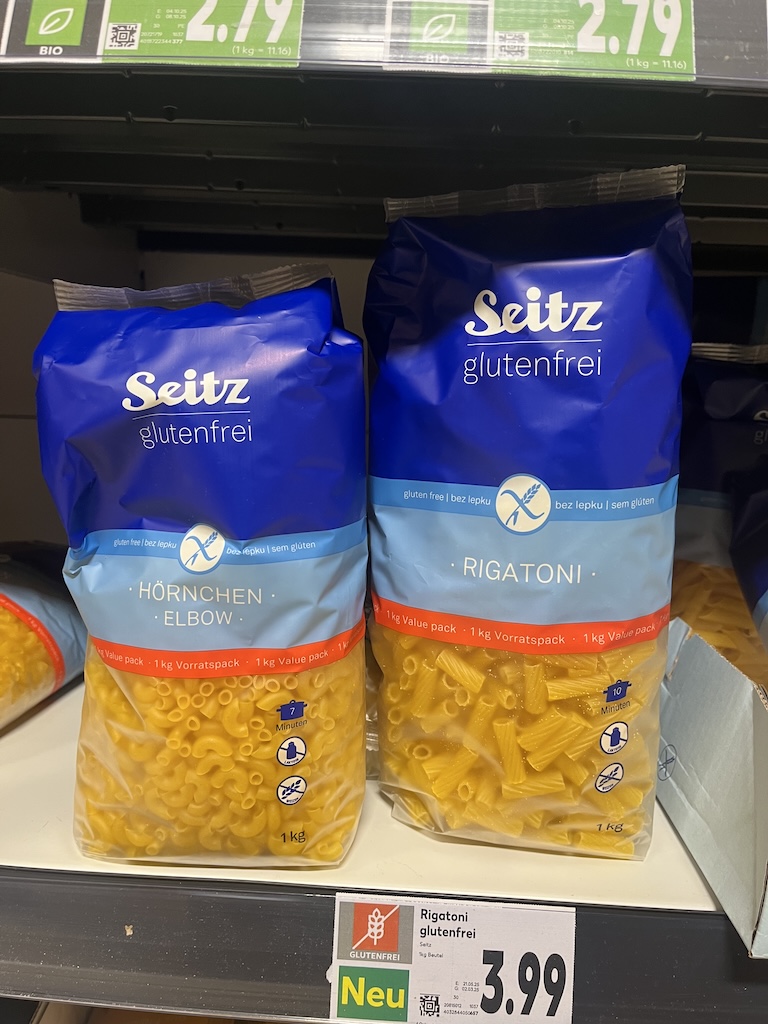 BIO
2.79
(1 kg = 11.16)
BIO
2.79
(1 kg = 11.16)
Seitz
glutenfrei
gluten free | bez lepku
bez lepku | sem glúten
· HÖRNCHEN ·
ELBOW ·
kg Value pack · 1 kg Vorratspack · 1 kg Value pack ·
7
Minuten
1 kg
Seitz
glutenfrei
gluten free | bez lepku
bez lepku | sem glúten
· RIGATONI ·
1 kg Value pack · 1 kg Vorratspack · 1 kg Value pack
10
Minuten
1 kg
GLUTENFREI
Neu
Rigatoni
glutenfrei
Seitz
1kg Beutel
3.99